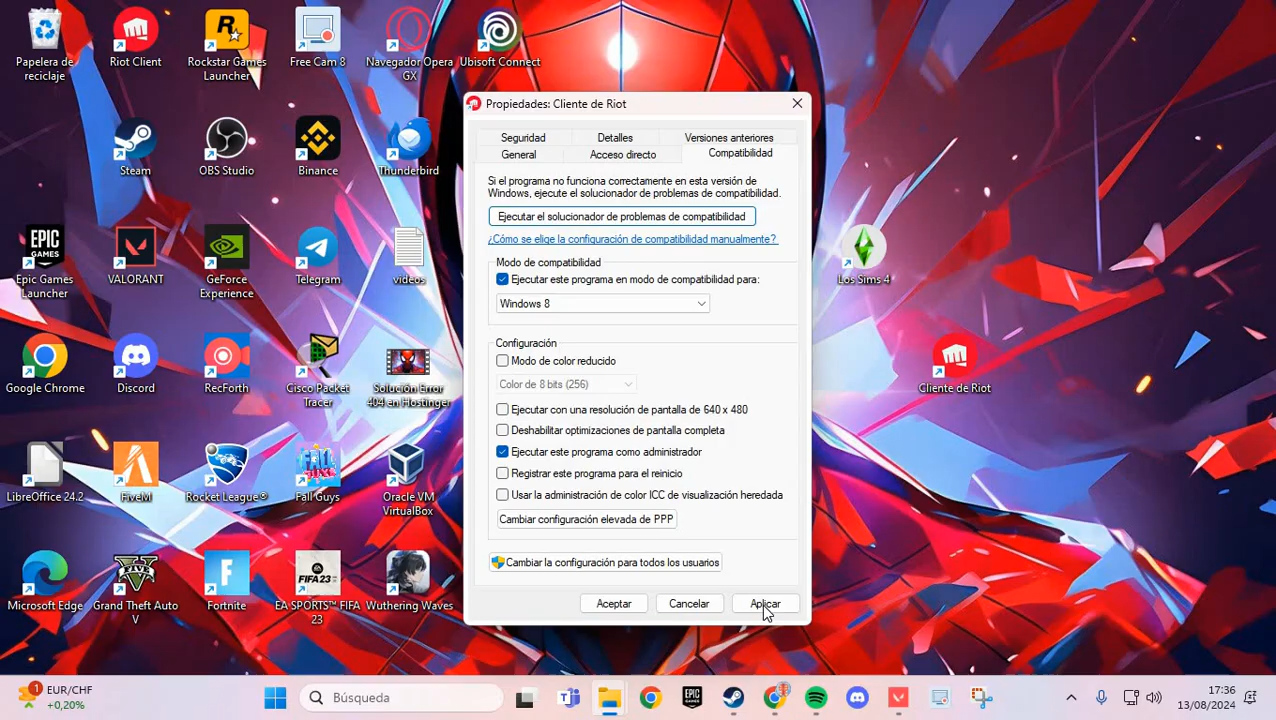 Papelera de
reciclaje
Riot Client
Rockstar Games
Launcher
Free Cam 8
Navegador Opera
GX
Ubisoft Connect
Steam
OBS Studio
Binance
Thunderbird
EPIC
GAMES
Epic Games
Launcher
VALORANT
GeForce
Experience
Telegram
videos
Google Chrome
Discord
RecForth
Cisco Packet
Tracer
Solución Error
404 en Hostinger
LibreOffice 24.2
FiveM
Rocket League®
Fall Guys
Oracle VM
VirtualBox
Microsoft Edge
Grand Theft Auto
V
Fortnite
EA SPORTS™ FIFA
23
Wuthering Waves
Propiedades: Cliente de Riot
Seguridad
Detalles
Versiones anteriores
General
Acceso directo
Compatibilidad
Si el programa no funciona correctamente en esta versión de
Windows, ejecute el solucionador de problemas de compatibilidad.
Ejecutar el solucionador de problemas de compatibilidad
¿Cómo se elige la configuración de compatibilidad manualmente?
Modo de compatibilidad
Ejecutar este programa en modo de compatibilidad para:
Windows 8
Configuración
Modo de color reducido
Color de 8 bits (256)
Ejecutar con una resolución de pantalla de 640 x 480
Deshabilitar optimizaciones de pantalla completa
Ejecutar este programa como administrador
Registrar este programa para el reinicio
Usar la administración de color ICC de visualización heredada
Cambiar configuración elevada de PPP
Cambiar la configuración para todos los usuarios
Aceptar
Cancelar
Aplicar
Los Sims 4
Cliente de Riot
1
EUR/CHF
+0,20%
Búsqueda
17:36
13/08/2024